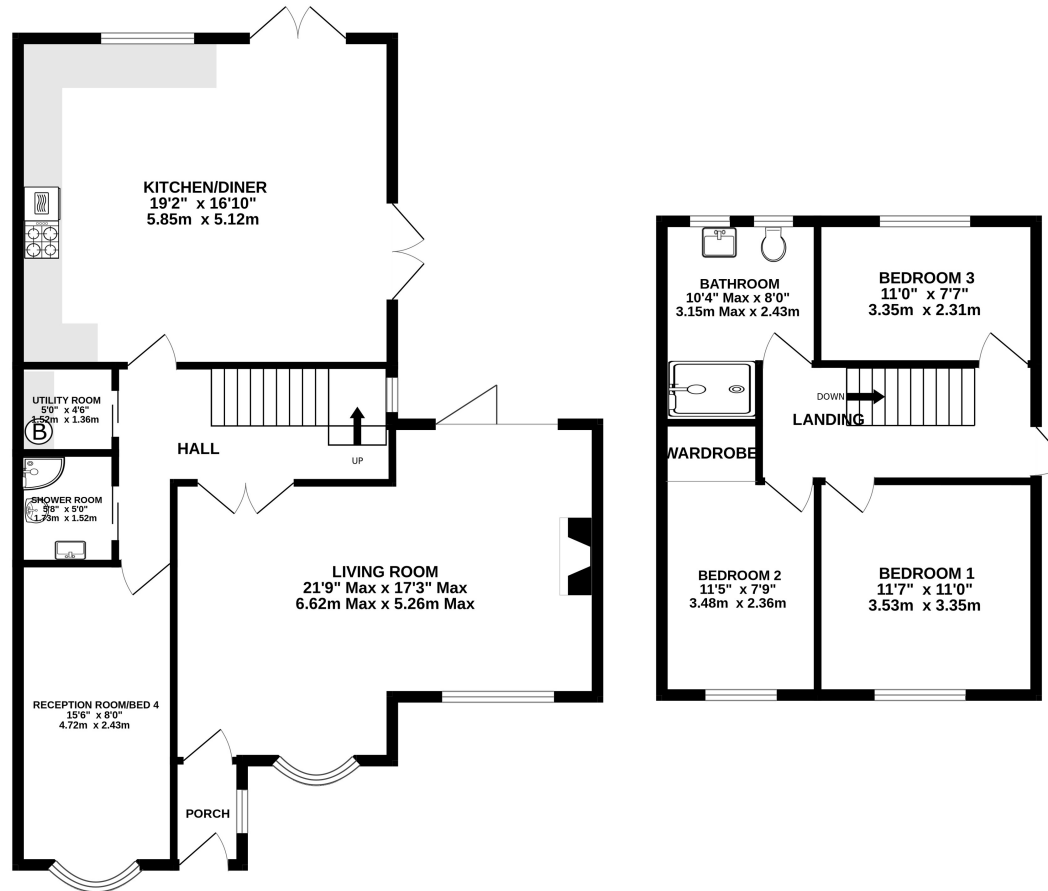 KITCHEN/DINER
19'2" x 16'10"
5.85m x 5.12m
UTILITY ROOM
5'0" x 4'6"
1.52m x 1.36m
B
HALL
UP
SHOWER ROOM
5'8" x 5'0"
1.73m x 1.52m
LIVING ROOM
21'9" Max x 17'3" Max
6.62m Max x 5.26m Max
RECEPTION ROOM/BED 4
15'6" x 8'0"
4.72m x 2.43m
PORCH
BATHROOM
10'4" Max x 8'0"
3.15m Max x 2.43m
BEDROOM 3
11'0" x 7'7"
3.35m x 2.31m
DOWN
LANDING
WARDROBE
BEDROOM 2
11'5" x 7'9"
3.48m x 2.36m
BEDROOM 1
11'7" x 11'0"
3.53m x 3.35m